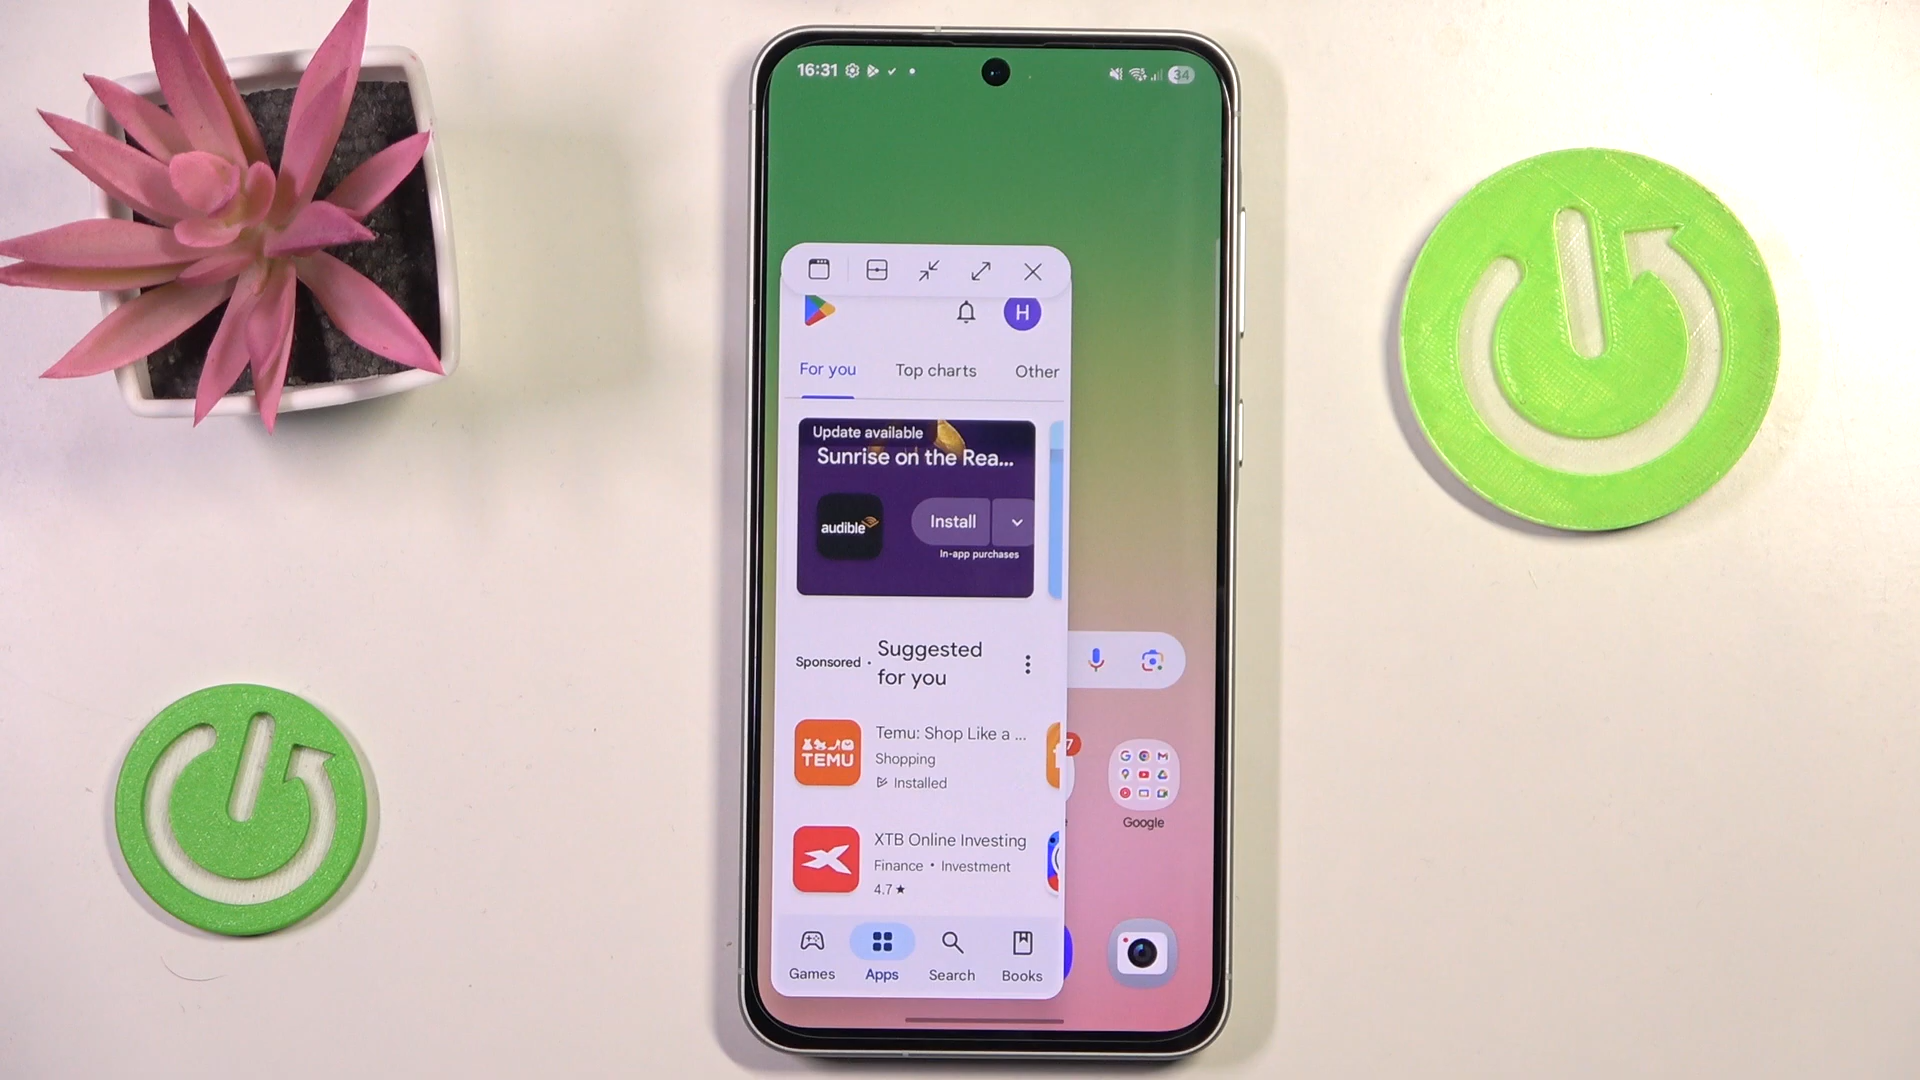 16:31
34
H
For you
Top charts
Other
Update available
Sunrise on the Rea...
audible
Install
In-app purchases
Sponsored · Suggested for you
Temu: Shop Like a ...
Shopping
TEMU
Installed
7
XTB Online Investing
Finance • Investment
4.7★
Google
Games
Apps
Search
Books